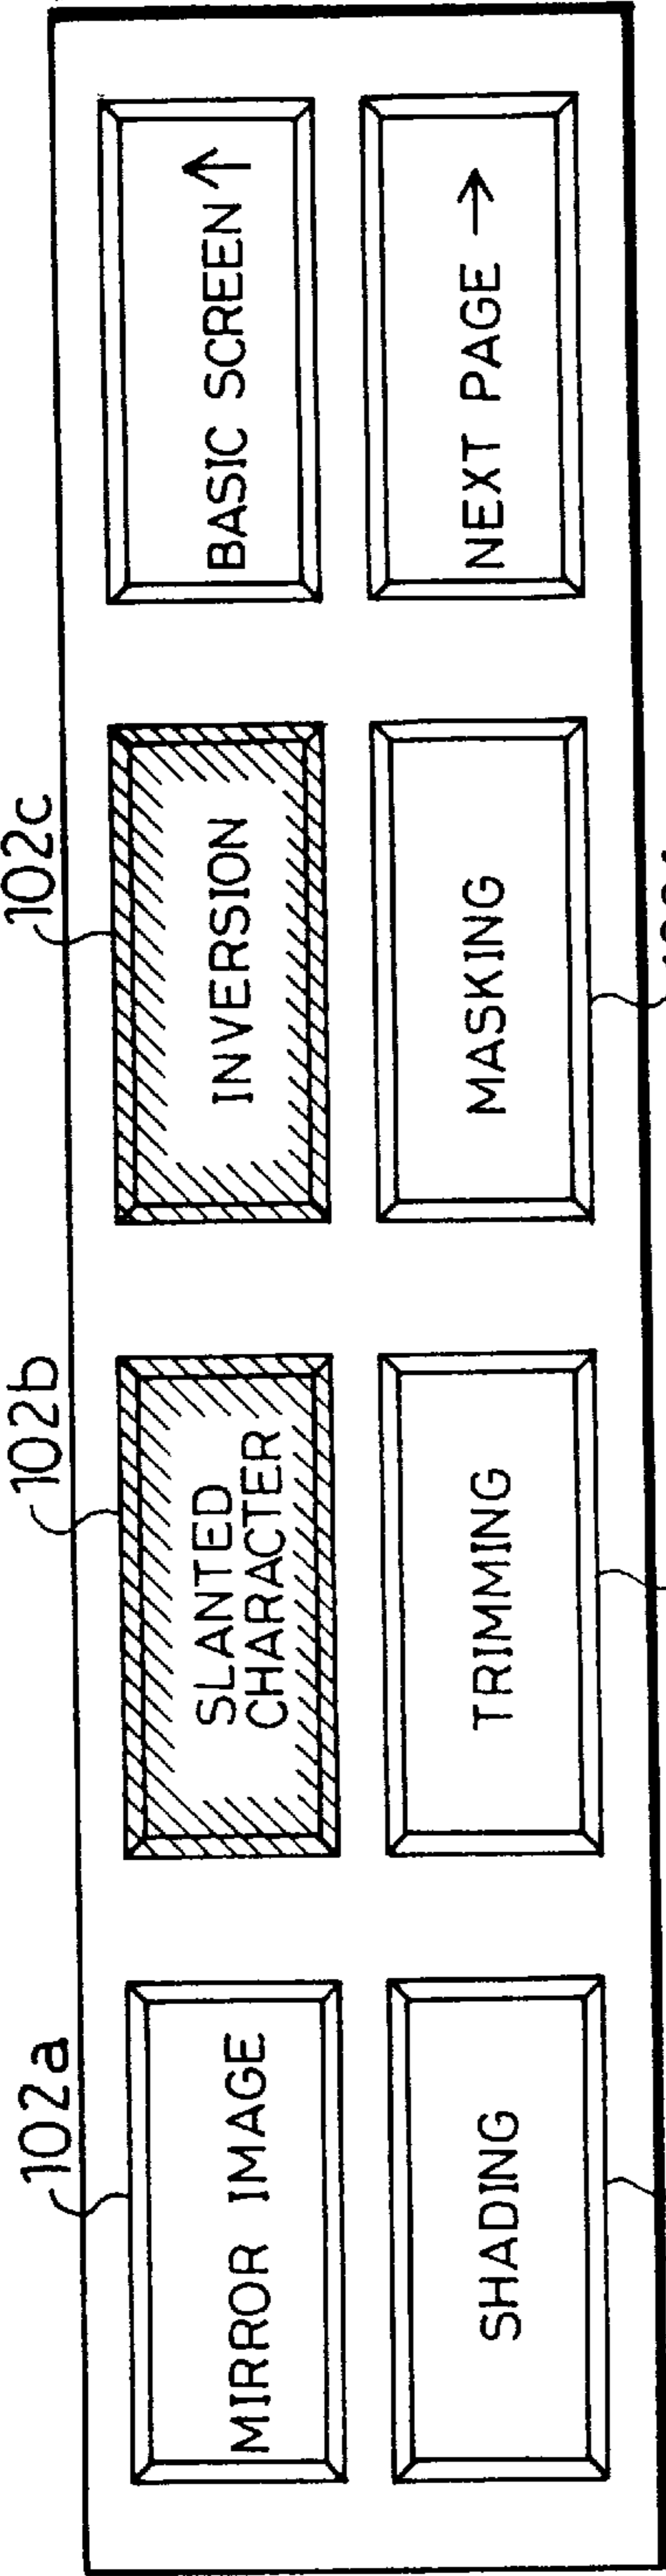 102a
102b
102c
MIRROR IMAGE
SLANTED
CHARACTER
INVERSION
BASIC SCREEN ↑
SHADING
TRIMMING
MASKING
NEXT PAGE →